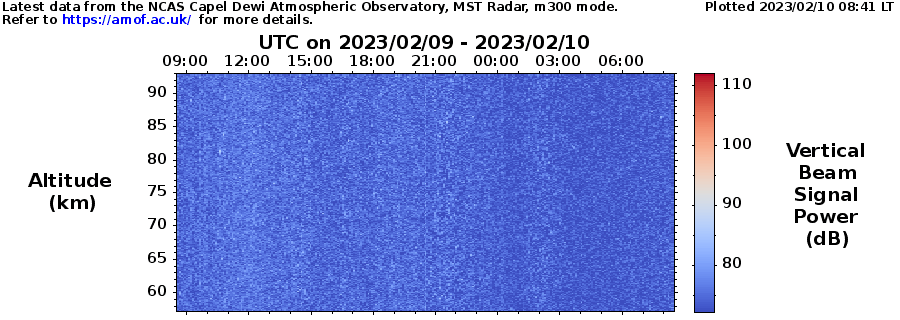 Latest data from the NCAS Capel Dewi Atmospheric Observatory, MST Radar, m300 mode.
Plotted 2023/02/10 08:41 LT
Refer to https://amof.ac.uk/ for more details.
UTC on 2023/02/09 - 2023/02/10
09:00 12:00 15:00 18:00 21:00 00:00 03:00 06:00
90
85
80
75
70
65
60
Altitude
(km)
110
100
90
80
Vertical
Beam
Signal
Power
(dB)